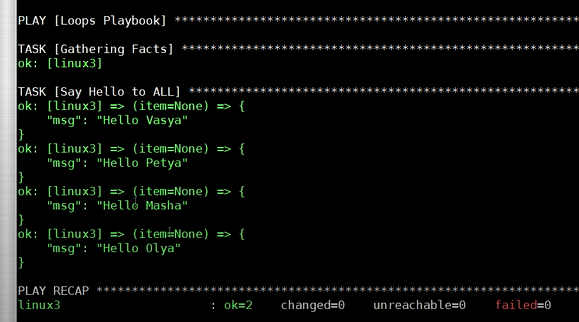 PLAY [Loops Playbook] *********************************************************
TASK [Gathering Facts] ********************************************************
ok: [linux3]
TASK [Say Hello to ALL] *******************************************************
ok: [linux3] => (item=None) => {
"msg": "Hello Vasya"
}
ok: [linux3] => (item=None) => {
"msg": "Hello Petya"
}
ok: [linux3] => (item=None) => {
"msg": "Hello Masha"
}
ok: [linux3] => (item=None) => {
"msg": "Hello Olya"
}
PLAY RECAP ********************************************************************
linux3 : ok=2 changed=0 unreachable=0 failed=0